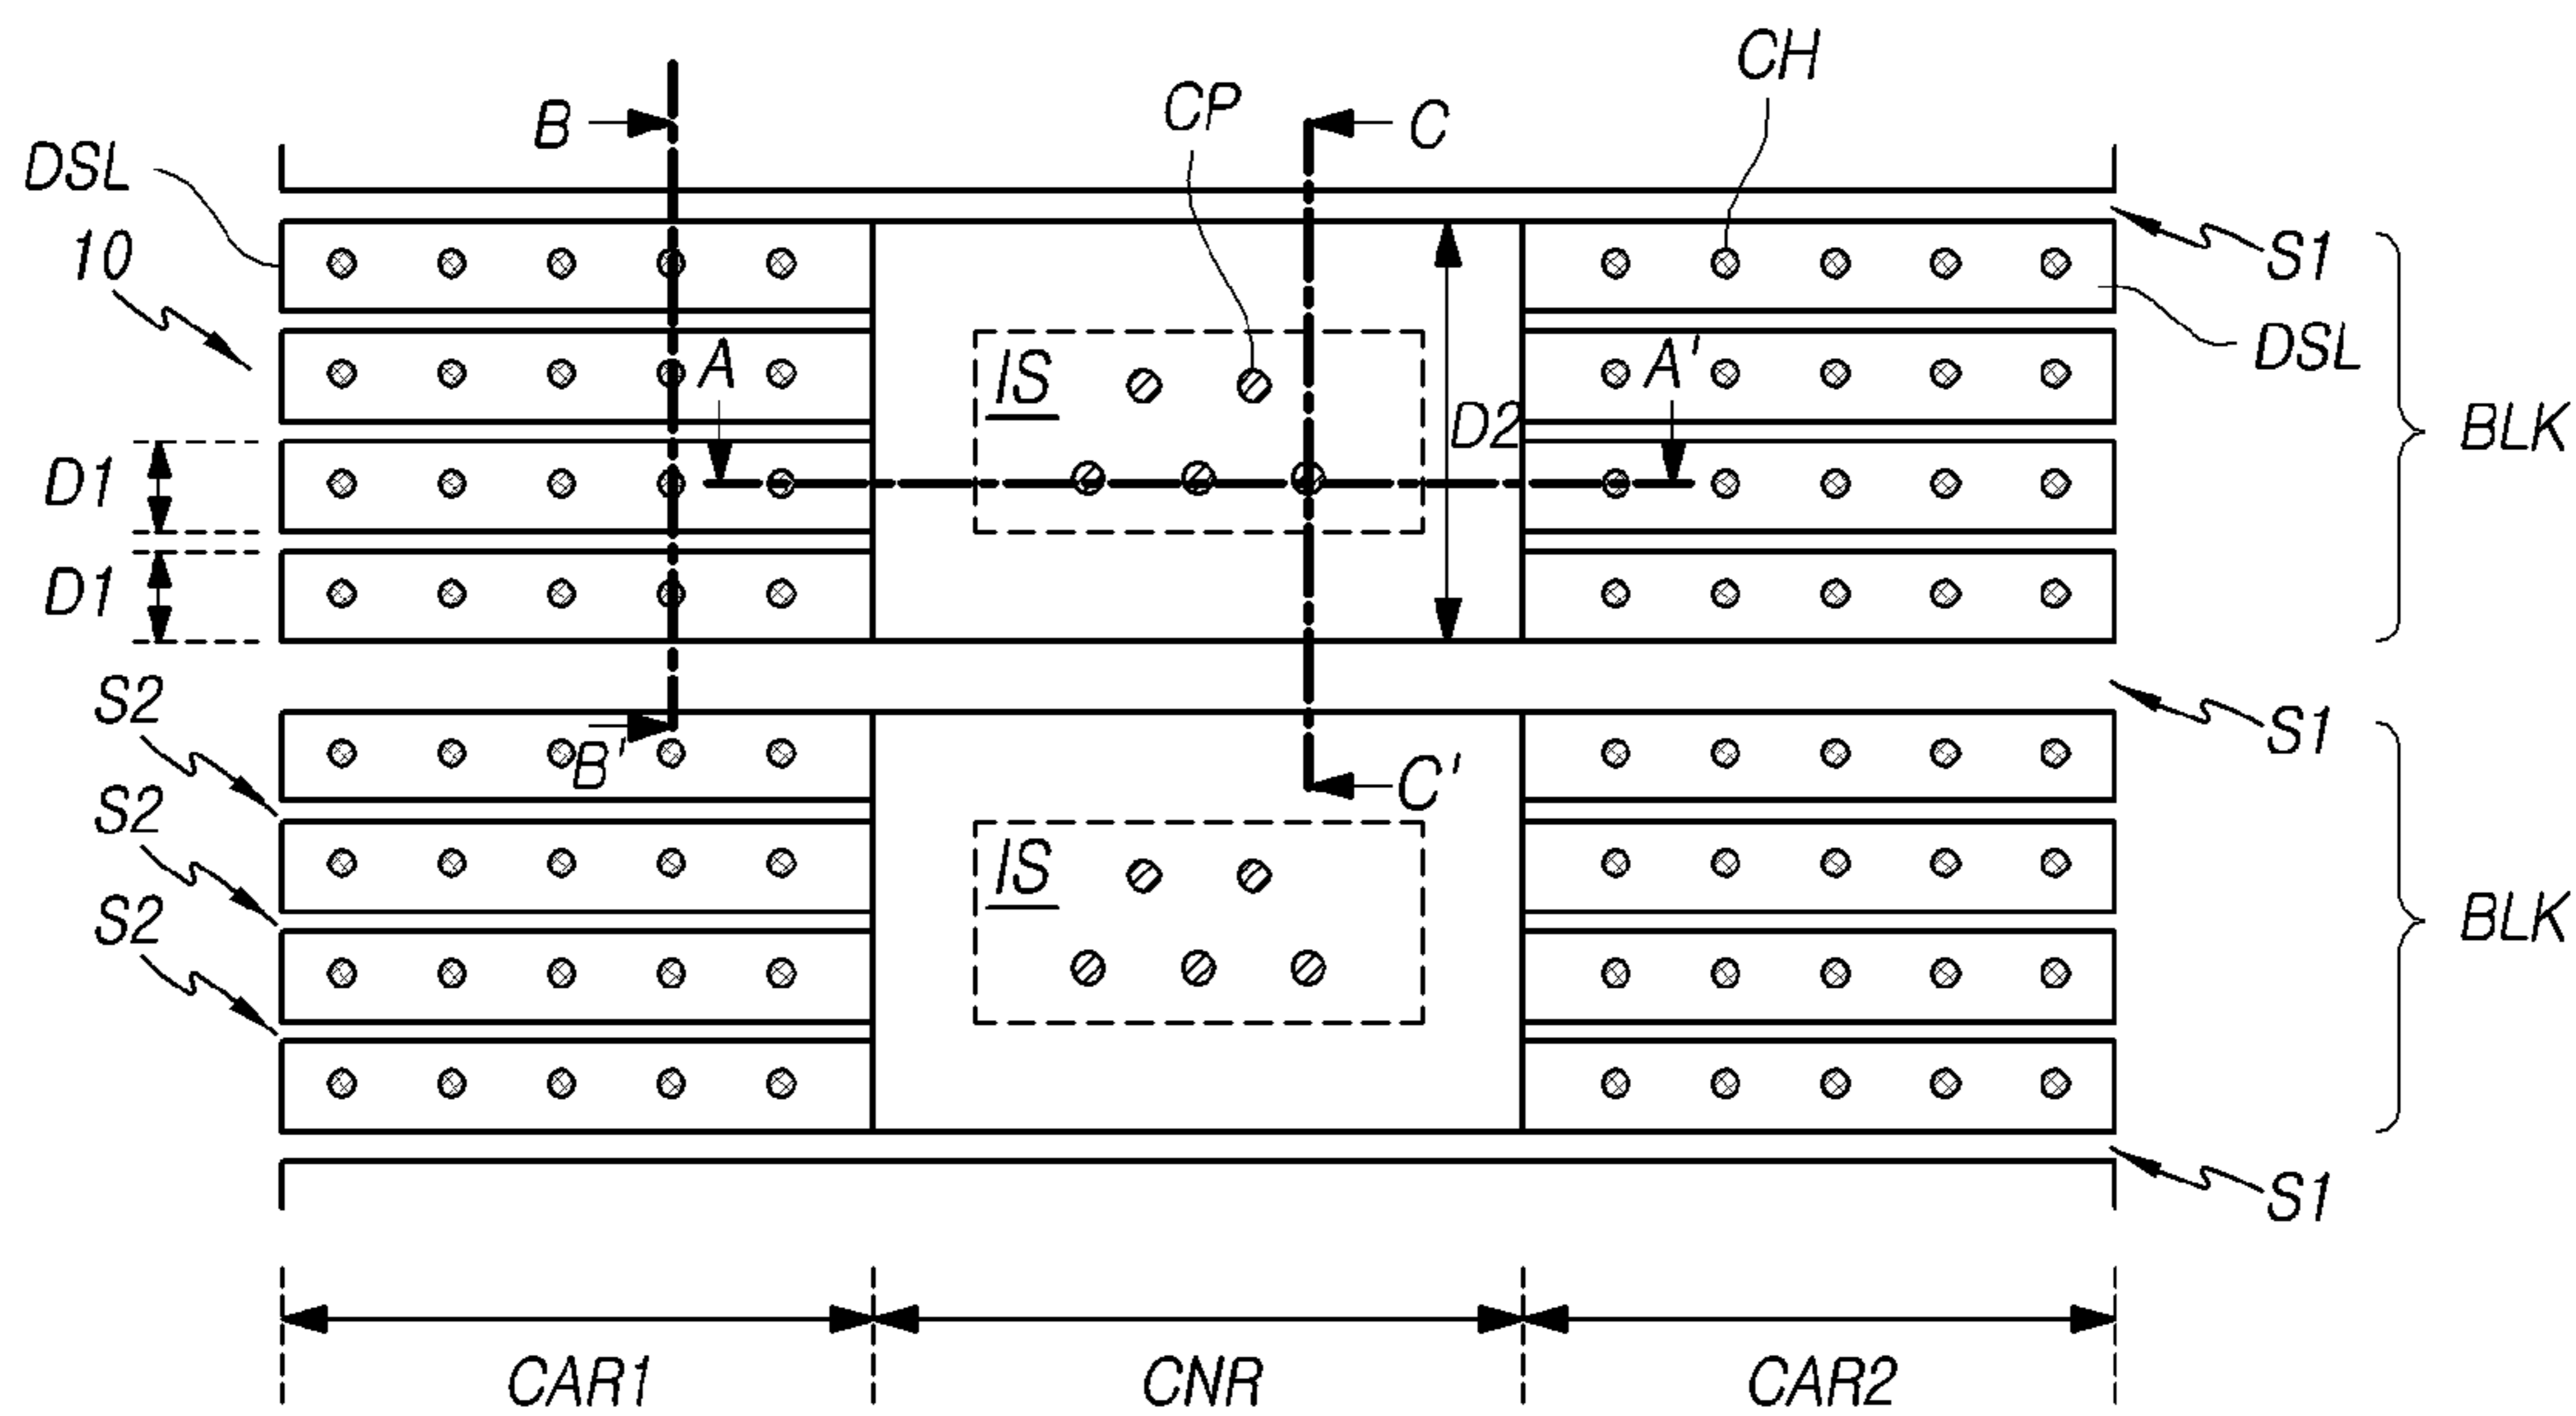 CH
CP
B
C
DSL
10
S1
DSL
A
IS
A'
D2
BLK
D1
D1
S2
B'
S1
C'
S2
IS
BLK
S2
S1
CAR1
CNR
CAR2